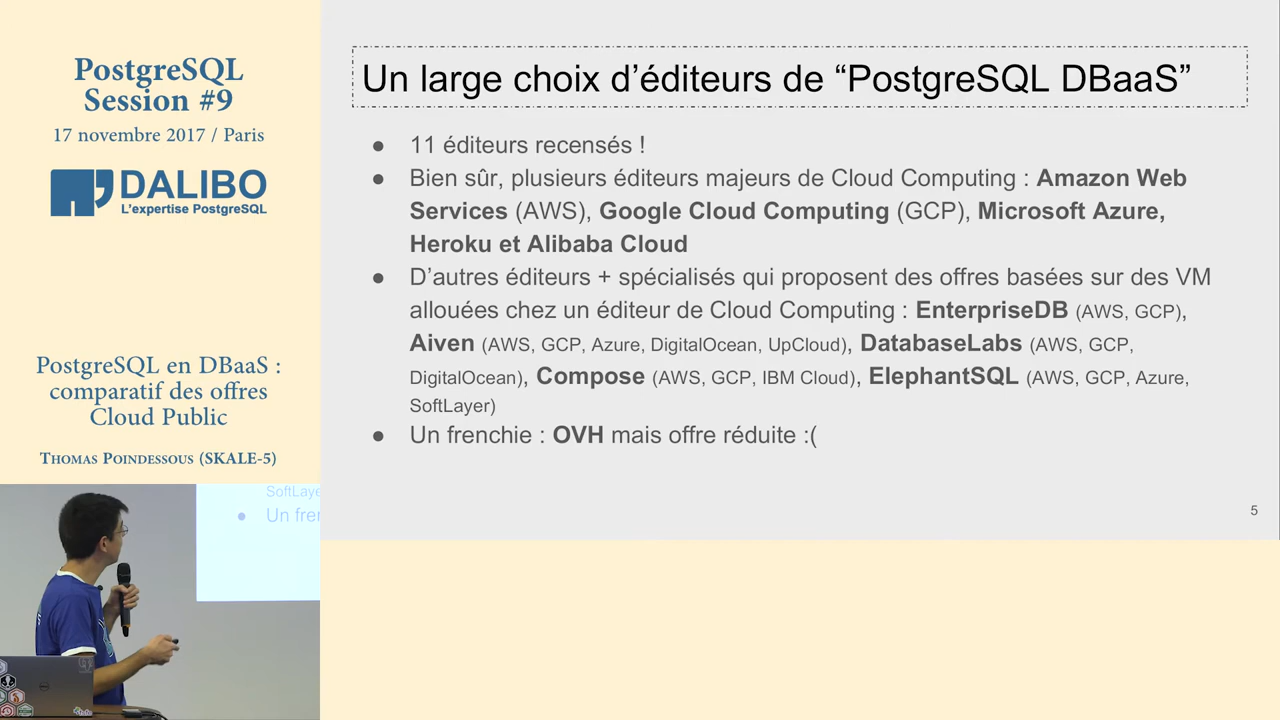 PostgreSQL
Session #9
17 novembre 2017 / Paris
DALIBO
L'expertise PostgreSQL
PostgreSQL en DBaaS :
comparatif des offres
Cloud Public
Thomas Poindessous (SKALE-5)
Un large choix d’éditeurs de “PostgreSQL DBaaS”
● 11 éditeurs recensés !
● Bien sûr, plusieurs éditeurs majeurs de Cloud Computing : Amazon Web
Services (AWS), Google Cloud Computing (GCP), Microsoft Azure,
Heroku et Alibaba Cloud
● D’autres éditeurs + spécialisés qui proposent des offres basées sur des VM
allouées chez un éditeur de Cloud Computing : EnterpriseDB (AWS, GCP),
Aiven (AWS, GCP, Azure, DigitalOcean, UpCloud), DatabaseLabs (AWS, GCP,
DigitalOcean), Compose (AWS, GCP, IBM Cloud), ElephantSQL (AWS, GCP, Azure,
SoftLayer)
● Un frenchie : OVH mais offre réduite :(
5
SoftLaye
● Un fren